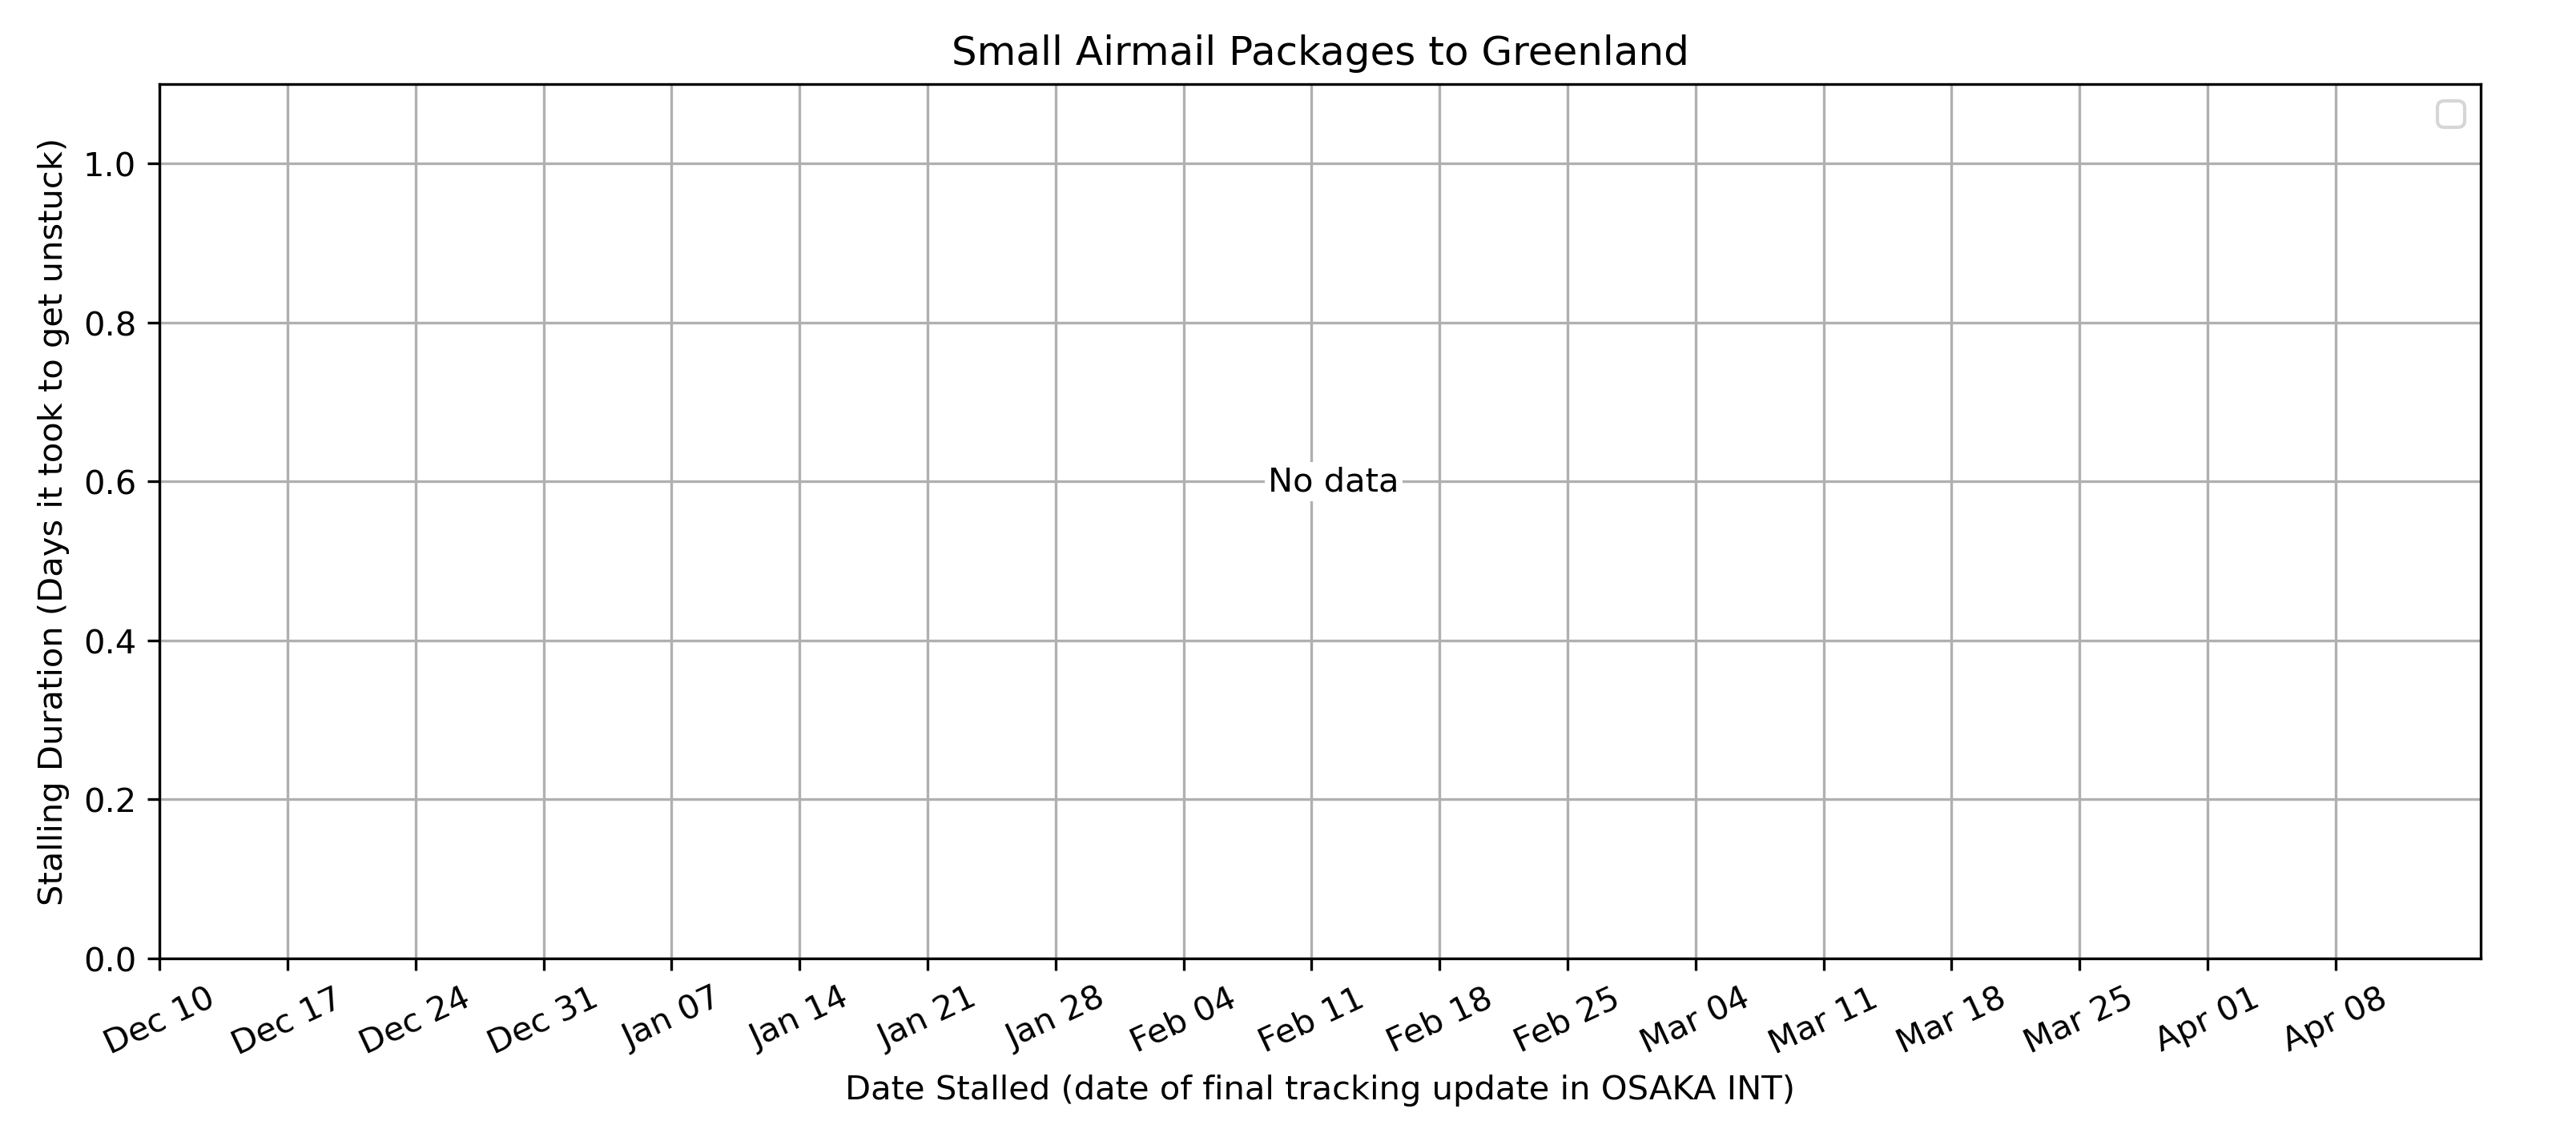 Small Airmail Packages to Greenland
Stalling Duration (Days it took to get unstuck)
1.0
0.8
0.6
0.4
0.2
0.0
No data
Dec 10
Dec 17
Dec 24
Dec 31
Jan 07
Jan 14
Jan 21
Jan 28
Feb 04
Feb 11
Feb 18
Feb 25
Mar 04
Mar 11
Mar 18
Mar 25
Apr 01
Apr 08
Date Stalled (date of final tracking update in OSAKA INT)